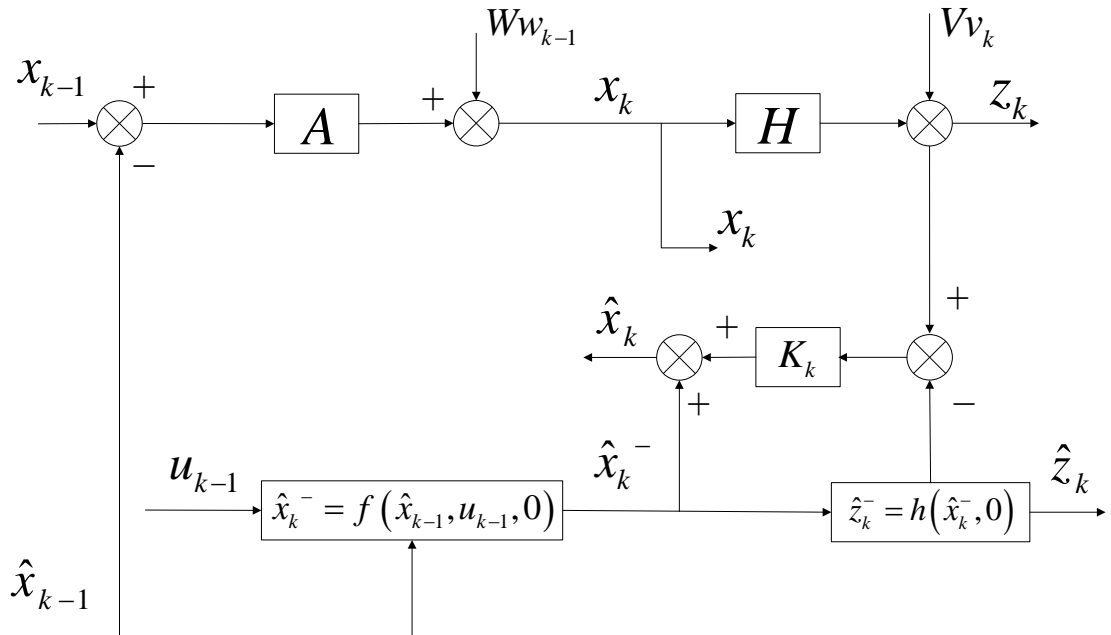 Ww_{k-1}
Vv_k
x_{k-1}
+
+
x_k
z_k
A
H
−
x_k
+
x̂_k
+
K_k
+
−
u_{k-1}
x̂_k^-
ẑ_k
x̂_k^- = f(x̂_{k-1}, u_{k-1}, 0)
ẑ_k^- = h(x̂_k^-, 0)
x̂_{k-1}